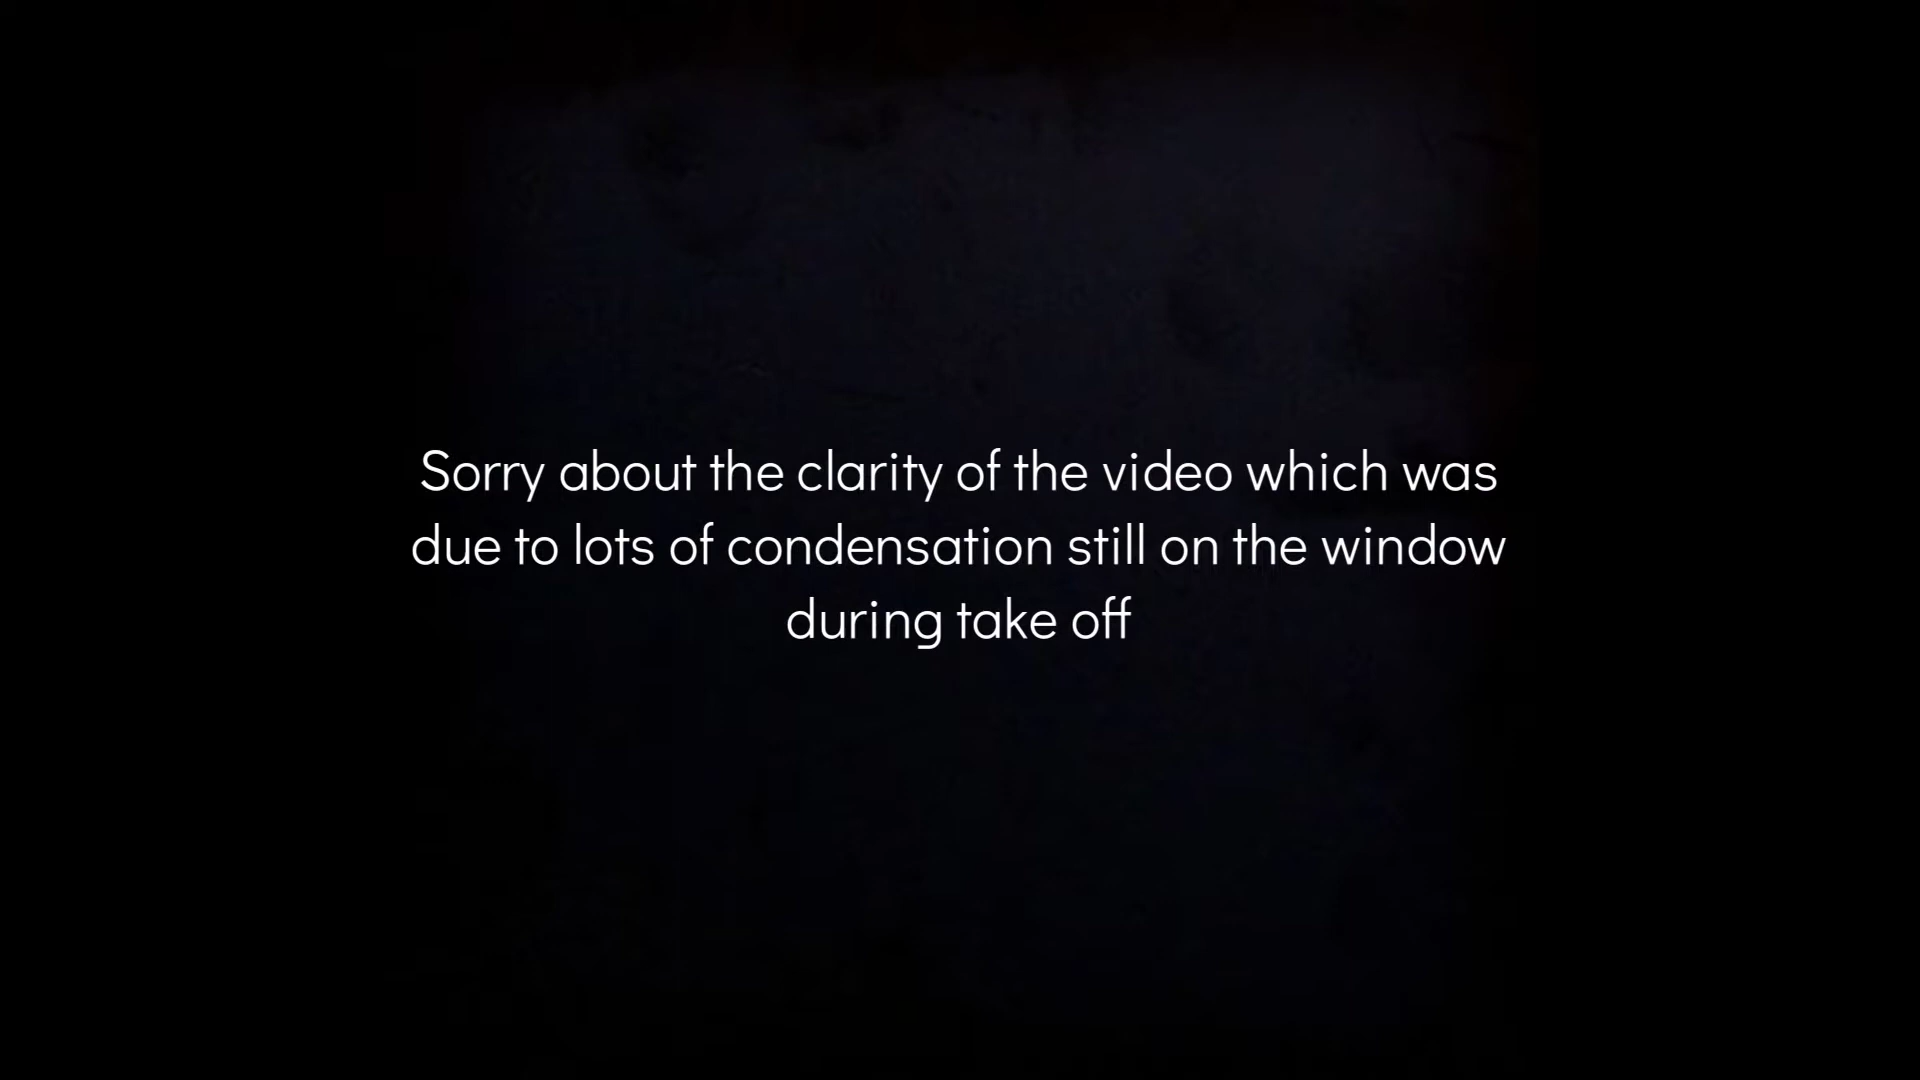 Sorry about the clarity of the video which was
due to lots of condensation still on the window
during take off